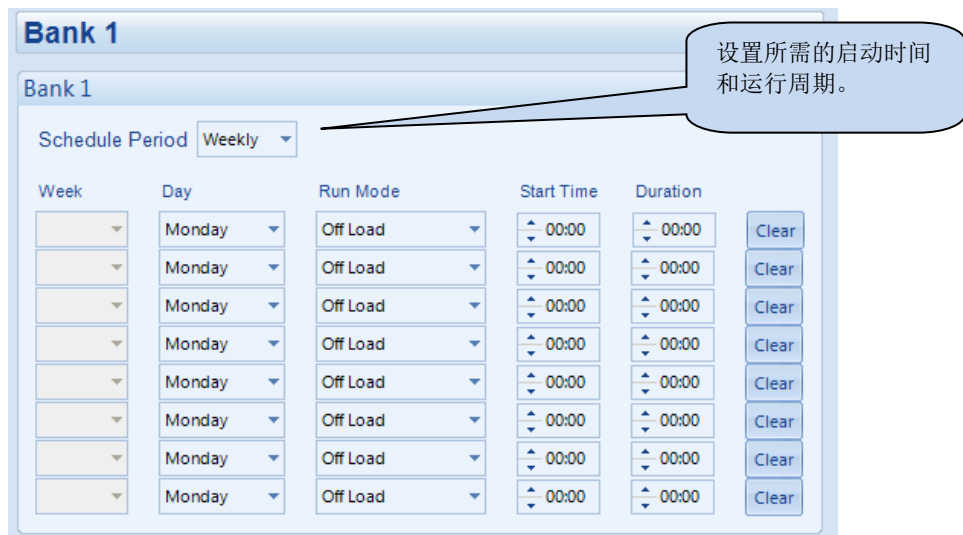 Bank 1
设置所需的启动时间
和运行周期。
Bank 1
Schedule Period Weekly
Week Day Run Mode Start Time Duration
Monday Off Load 00:00 00:00 Clear
Monday Off Load 00:00 00:00 Clear
Monday Off Load 00:00 00:00 Clear
Monday Off Load 00:00 00:00 Clear
Monday Off Load 00:00 00:00 Clear
Monday Off Load 00:00 00:00 Clear
Monday Off Load 00:00 00:00 Clear
Monday Off Load 00:00 00:00 Clear